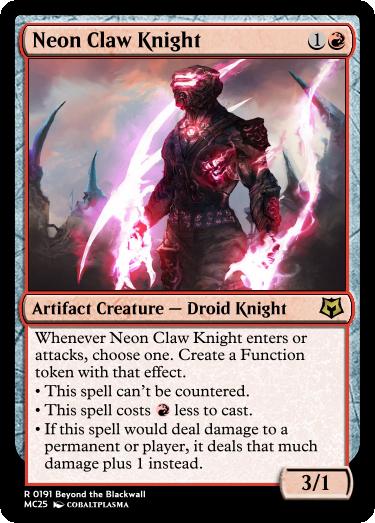 Neon Claw Knight 1
Artifact Creature — Droid Knight
Whenever Neon Claw Knight enters or
attacks, choose one. Create a Function
token with that effect.
• This spell can't be countered.
• This spell costs less to cast.
• If this spell would deal damage to a
permanent or player, it deals that much
damage plus 1 instead.
3/1
R 0191 Beyond the Blackwall
MC25 COBALTPLASMA